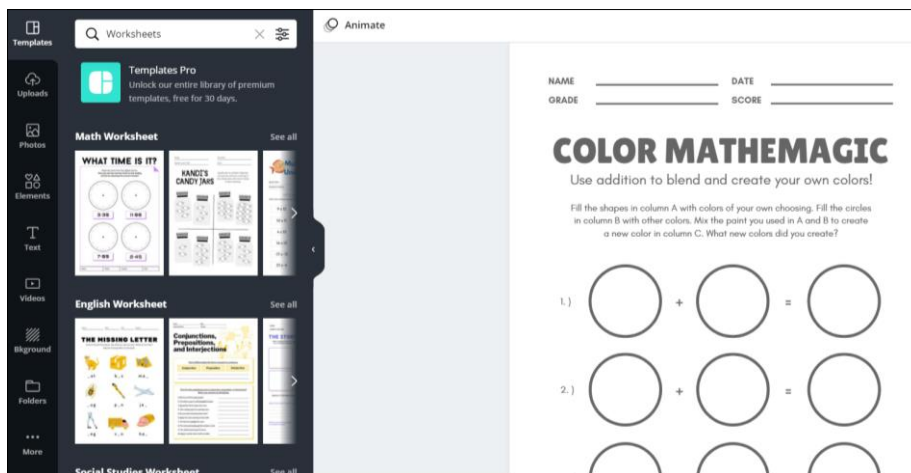 Templates
Uploads
Photos
Elements
Text
Videos
Bkground
Folders
More
Worksheets
Templates Pro
Unlock our entire library of premium
templates, free for 30 days.
Math Worksheet
See all
WHAT TIME IS IT?
KANDI'S
CANDY JARS
English Worksheet
See all
THE MISSING LETTER
Conjunctions,
Prepositions,
and Interjections
Social Studies Worksheet
See all
Animate
NAME
DATE
GRADE
SCORE
COLOR MATHEMAGIC
Use addition to blend and create your own colors!
Fill the shapes in column A with colors of your own choosing. Fill the circles
in column B with other colors. Mix the paint you used in A and B to create
a new color in column C. What new colors did you create?
1.) + =
2.) + =